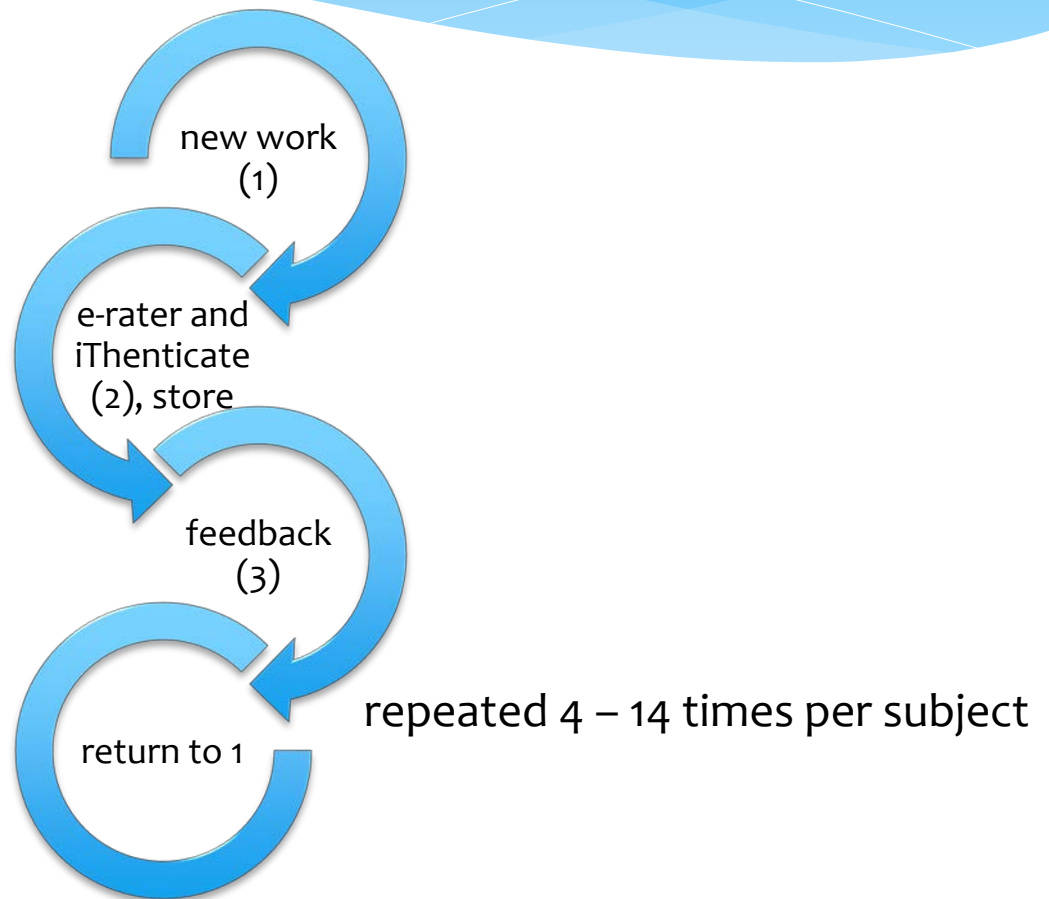 new work
(1)
e-rater and
iThenticate
(2), store
feedback
(3)
return to 1
repeated 4 – 14 times per subject